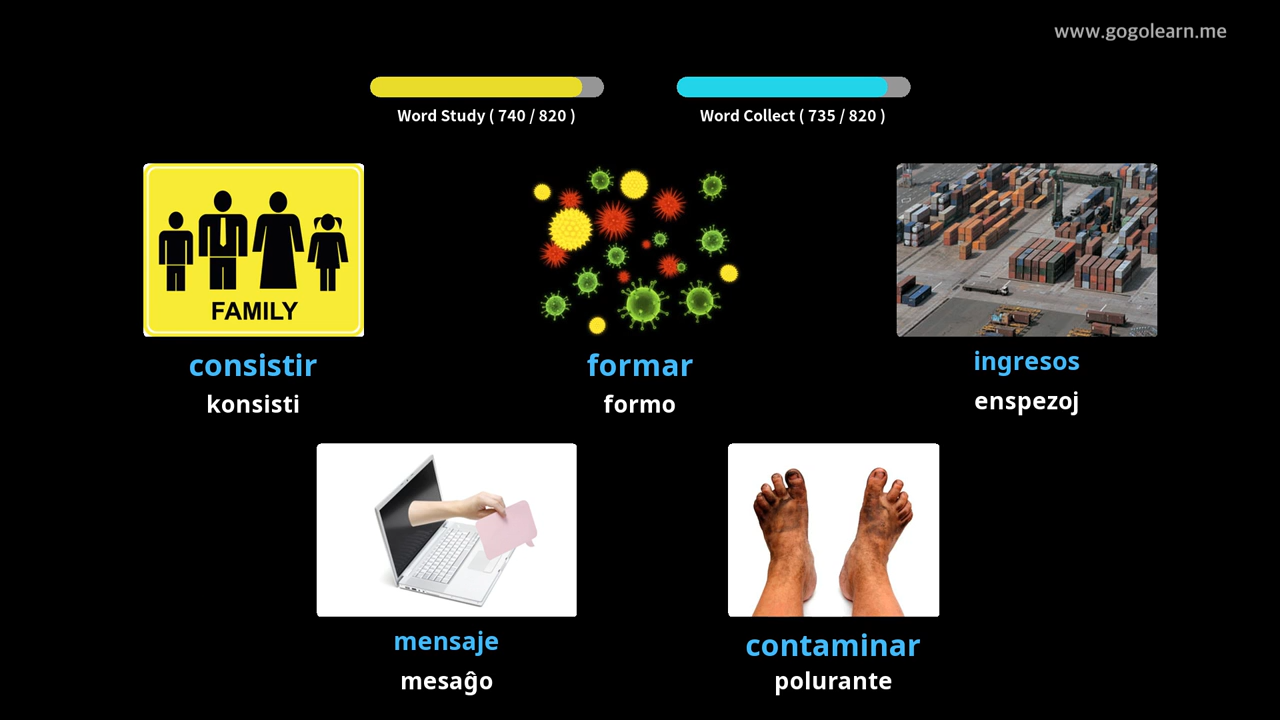 www.gogolearn.me
Word Study ( 740 / 820 )
Word Collect ( 735 / 820 )
FAMILY
consistir
konsisti
formar
formo
ingresos
enspezoj
mensaje
mesaĝo
contaminar
polurante